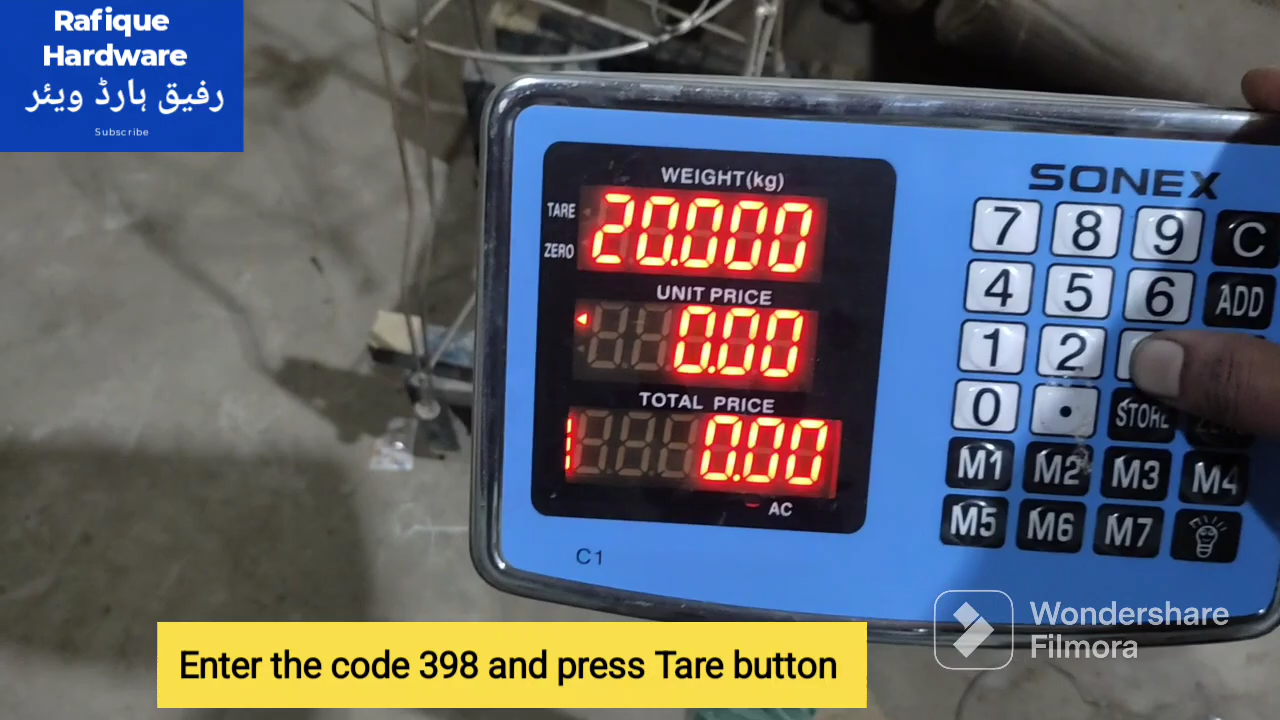 Rafique
Hardware
رفیق ہارڈ ویئر
Subscribe
WEIGHT(kg)
TARE
20.000
ZERO
UNIT PRICE
0.00
TOTAL PRICE
0.00
AC
C1
SONEX
7 8 9 C
4 5 6 ADD
1 2
0 . STORE
M1 M2 M3 M4
M5 M6 M7
Enter the code 398 and press Tare button
Wondershare
Filmora